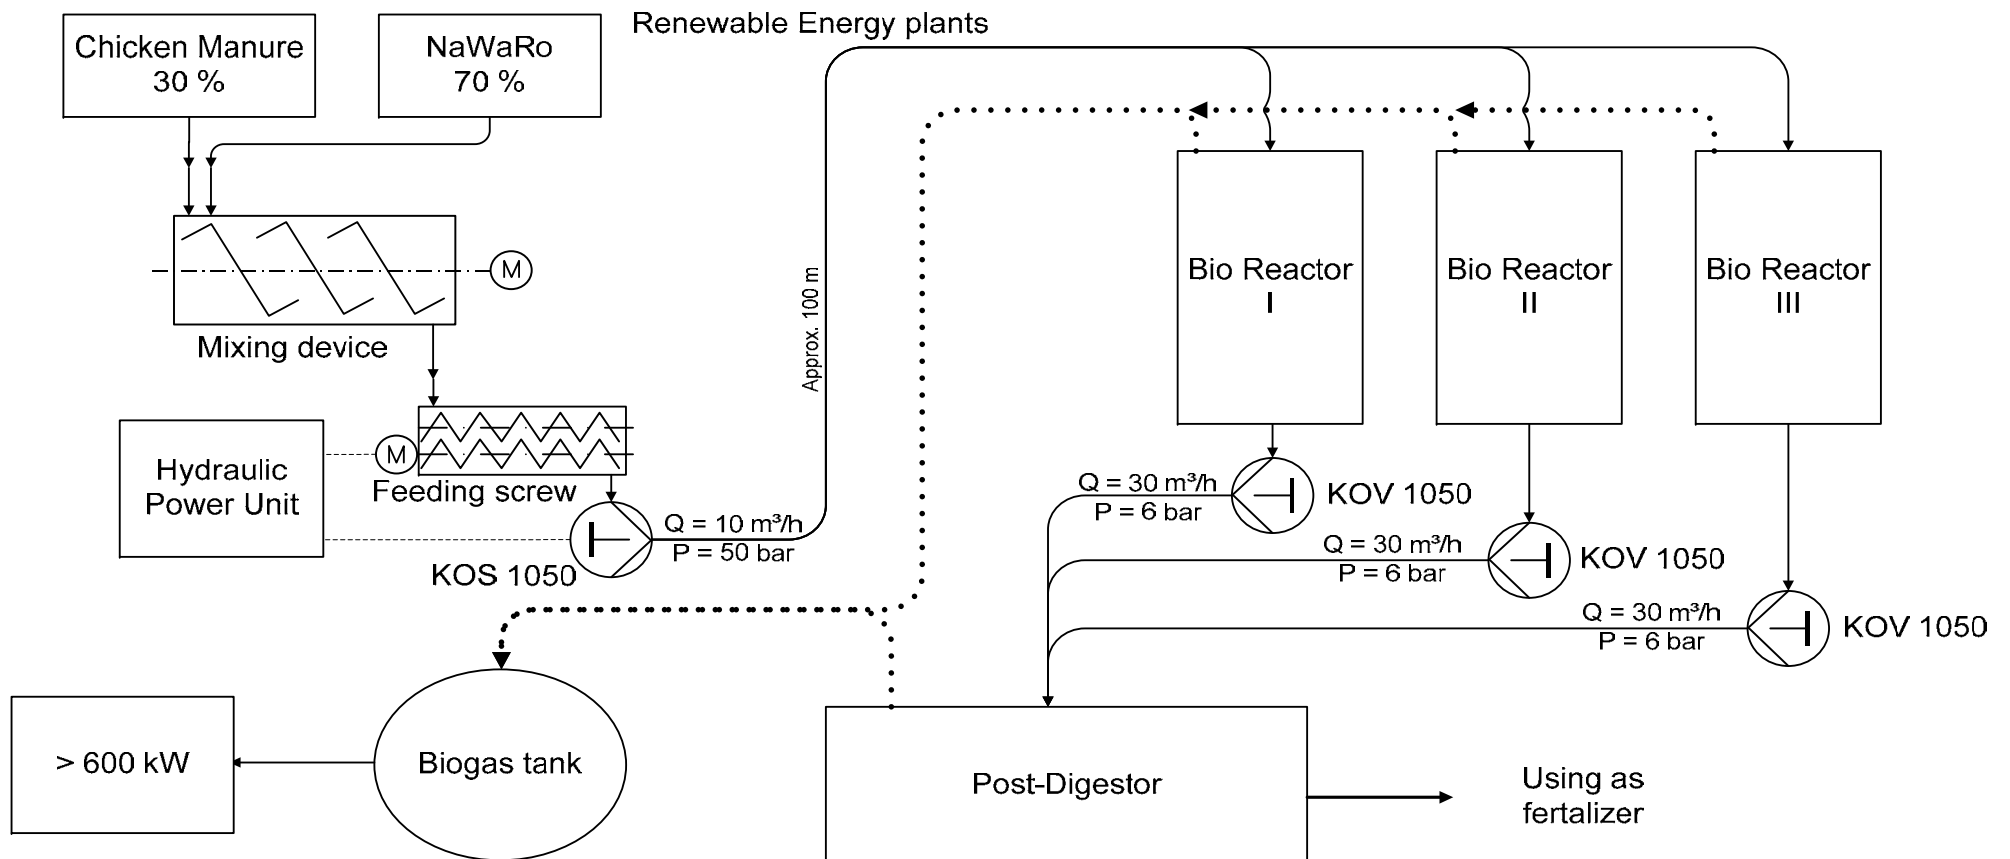 Renewable Energy plants
Chicken Manure
30 %
NaWaRo
70 %
M
Mixing device
Approx. 100 m
Bio Reactor
I
Bio Reactor
II
Bio Reactor
III
Hydraulic
Power Unit
M
Feeding screw
Q = 10 m³/h
P = 50 bar
KOS 1050
Q = 30 m³/h
P = 6 bar
KOV 1050
Q = 30 m³/h
P = 6 bar
KOV 1050
Q = 30 m³/h
P = 6 bar
KOV 1050
> 600 kW
Biogas tank
Post-Digestor
Using as
fertalizer